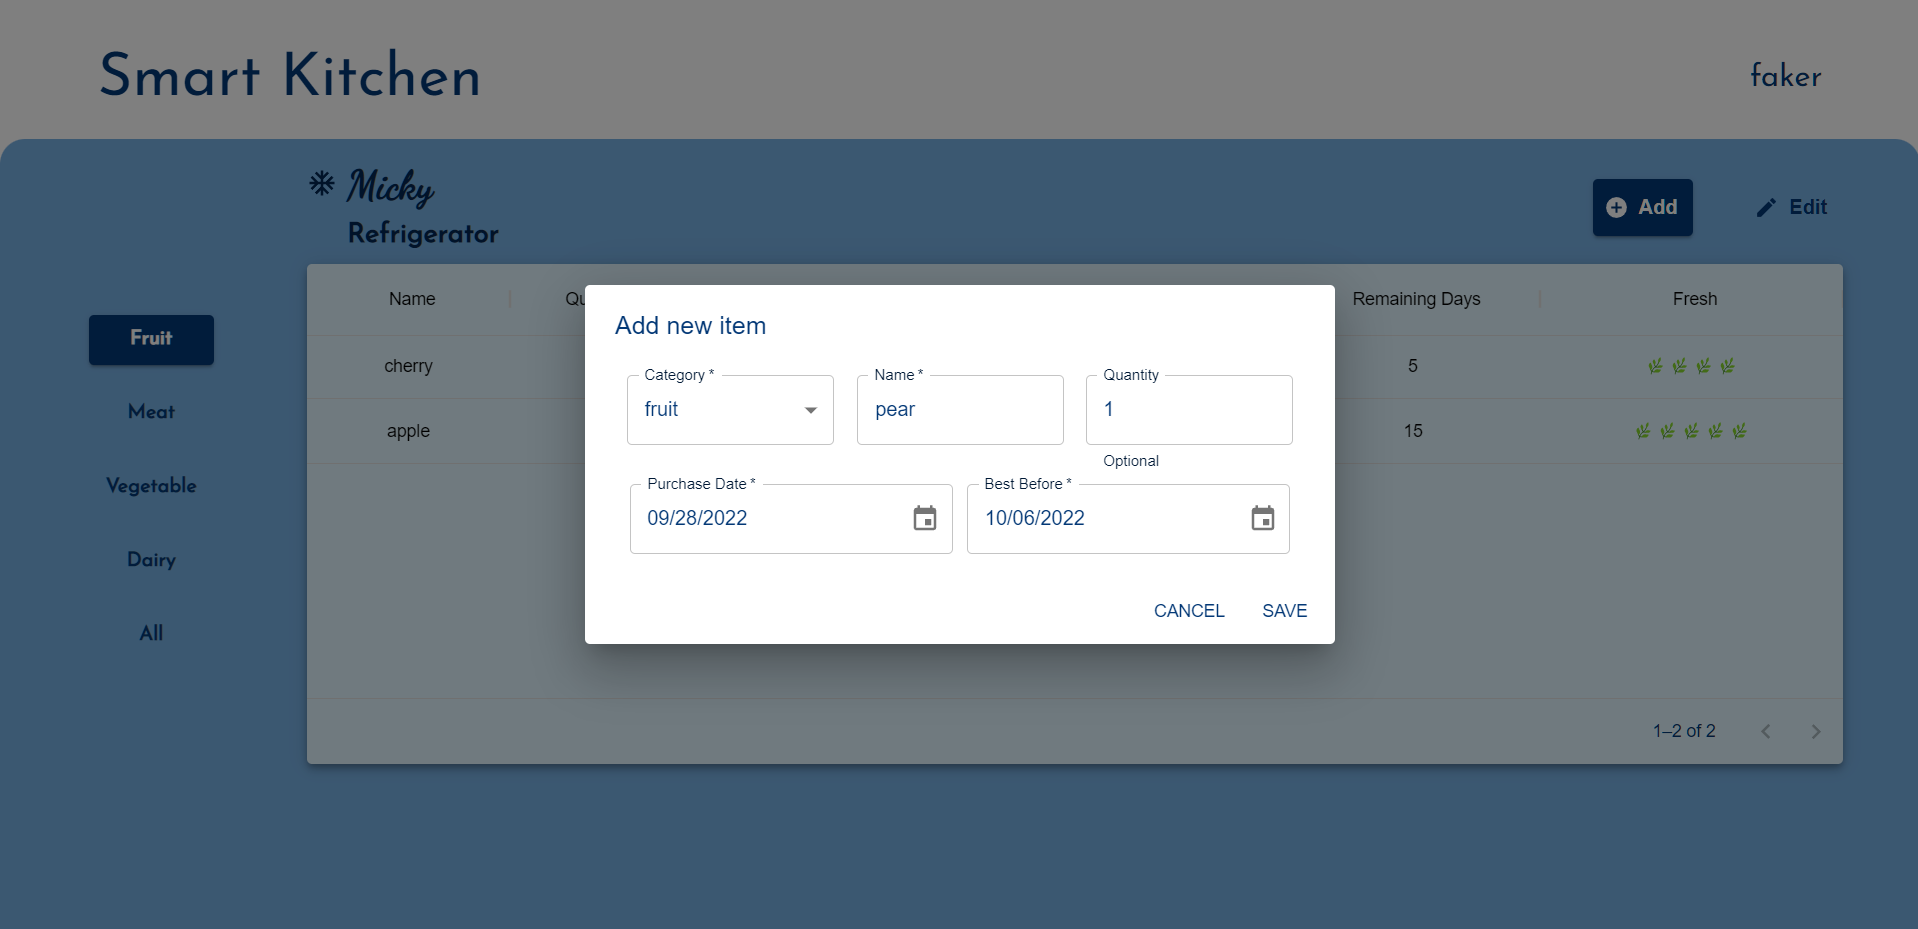 Smart Kitchen
faker
Micky
Refrigerator
Add
Edit
Fruit
Meat
Vegetable
Dairy
All
Name
Remaining Days
Fresh
cherry
5
apple
15
1–2 of 2
Add new item
Category *
fruit
Name *
pear
Quantity
1
Optional
Purchase Date *
09/28/2022
Best Before *
10/06/2022
CANCEL
SAVE